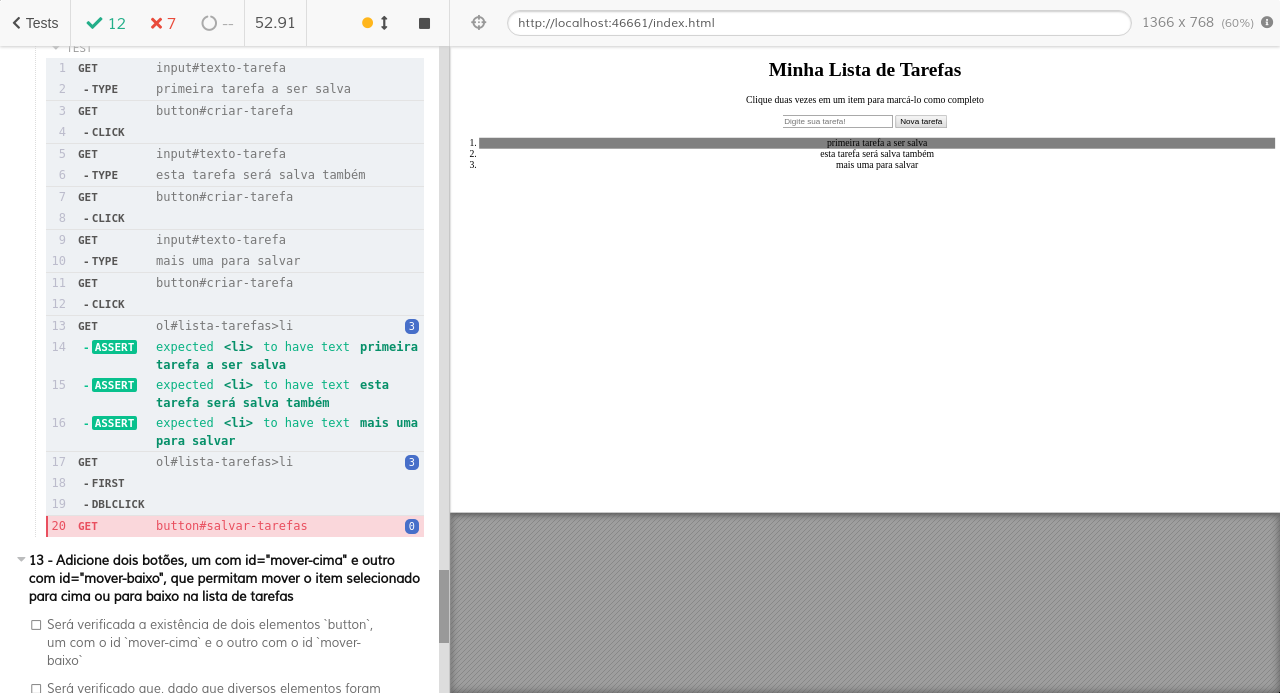 Tests 12 7 -- 52.91 http://localhost:46661/index.html 1366 x 768 (60%)
TEST
1 GET input#texto-tarefa
2 - TYPE primeira tarefa a ser salva
3 GET button#criar-tarefa
4 - CLICK
5 GET input#texto-tarefa
6 - TYPE esta tarefa será salva também
7 GET button#criar-tarefa
8 - CLICK
9 GET input#texto-tarefa
10 - TYPE mais uma para salvar
11 GET button#criar-tarefa
12 - CLICK
13 GET ol#lista-tarefas>li 3
14 - ASSERT expected <li> to have text primeira
tarefa a ser salva
15 - ASSERT expected <li> to have text esta
tarefa será salva também
16 - ASSERT expected <li> to have text mais uma
para salvar
17 GET ol#lista-tarefas>li 3
18 - FIRST
19 - DBLCLICK
20 GET button#salvar-tarefas 0
13 - Adicione dois botões, um com id="mover-cima" e outro
com id="mover-baixo", que permitam mover o item selecionado
para cima ou para baixo na lista de tarefas
Será verificada a existência de dois elementos `button`,
um com o id `mover-cima` e o outro com o id `mover-
baixo`
Será verificado que, dado que diversos elementos foram
Minha Lista de Tarefas
Clique duas vezes em um item para marcá-lo como completo
Digite sua tarefa! Nova tarefa
1. primeira tarefa a ser salva
2. esta tarefa será salva também
3. mais uma para salvar